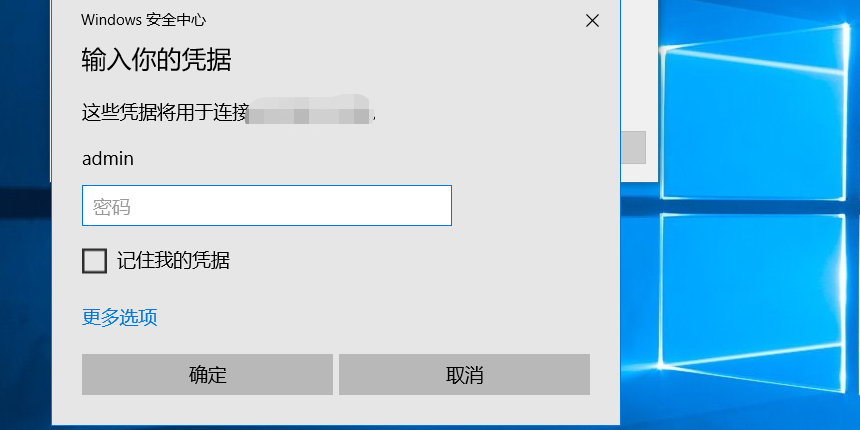 Windows 安全中心
输入你的凭据
这些凭据将用于连接
admin
密码
记住我的凭据
更多选项
确定
取消